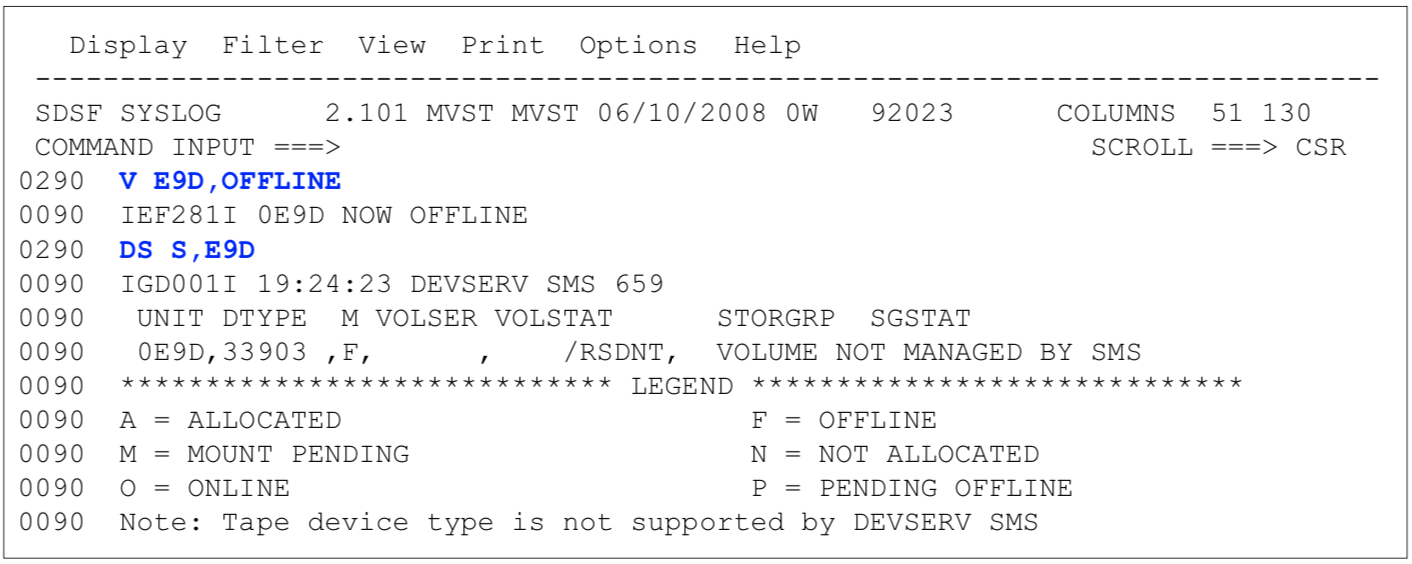 Display  Filter  View  Print  Options  Help
-------------------------------------------------------------------------------
SDSF SYSLOG      2.101 MVST MVST 06/10/2008 0W   92023      COLUMNS  51 130
COMMAND INPUT ===>                                            SCROLL ===> CSR
0290  V E9D,OFFLINE
0090  IEF281I 0E9D NOW OFFLINE
0290  DS S,E9D
0090  IGD001I 19:24:23 DEVSERV SMS 659
0090   UNIT DTYPE  M VOLSER VOLSTAT      STORGRP  SGSTAT
0090   0E9D,33903 ,F,      ,    /RSDNT,  VOLUME NOT MANAGED BY SMS
0090  ***************************** LEGEND *****************************
0090  A = ALLOCATED                        F = OFFLINE
0090  M = MOUNT PENDING                    N = NOT ALLOCATED
0090  O = ONLINE                           P = PENDING OFFLINE
0090  Note: Tape device type is not supported by DEVSERV SMS